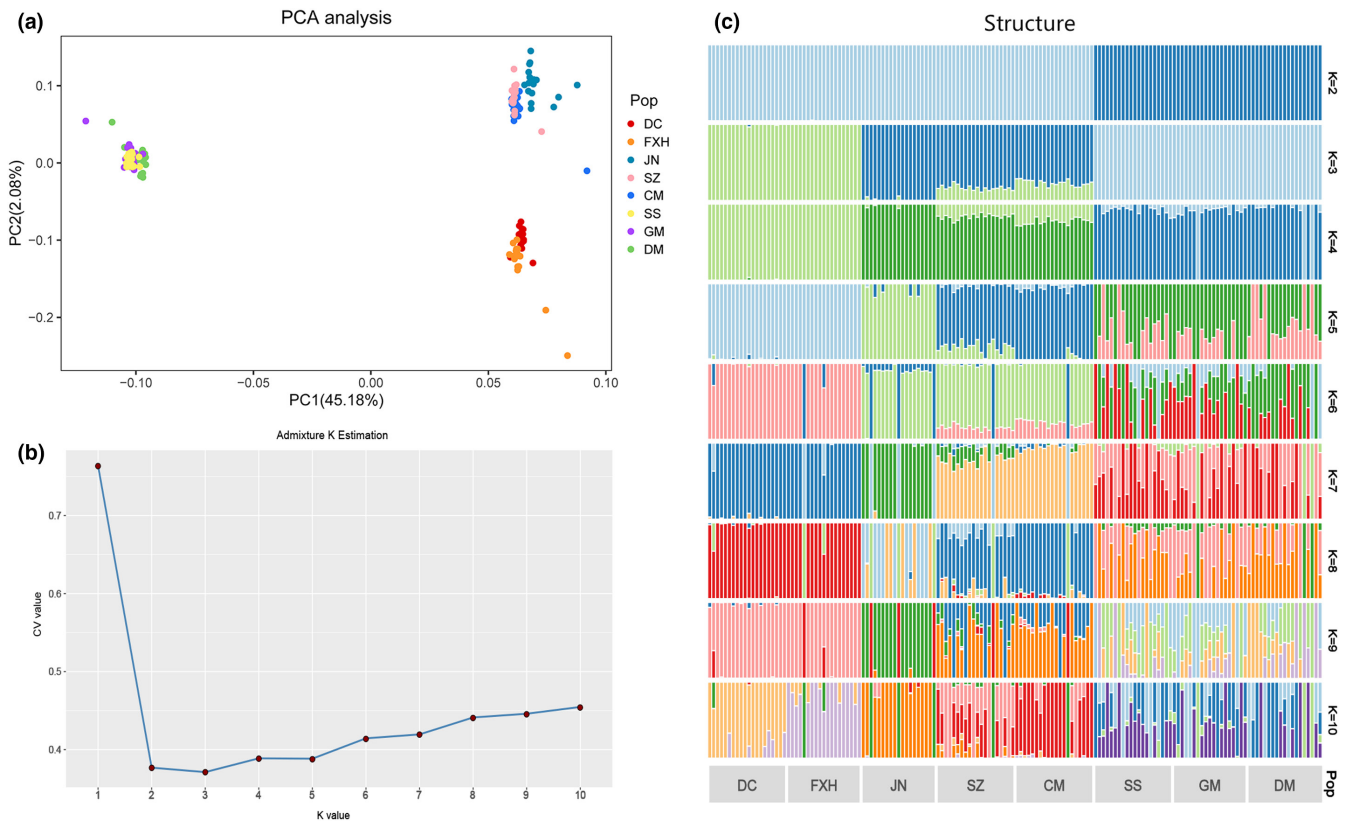 (a)
PCA analysis
PC2(2.08%)
0.1
0.0
−0.1
−0.2
−0.10
−0.05
0.00
0.05
0.10
PC1(45.18%)
Pop
DC
FXH
JN
SZ
CM
SS
GM
DM
(b)
Admixture K Estimation
CV value
0.7
0.6
0.5
0.4
1 2 3 4 5 6 7 8 9 10
K value
(c)
Structure
K=2
K=3
K=4
K=5
K=6
K=7
K=8
K=9
K=10
DC FXH JN SZ CM SS GM DM
Pop